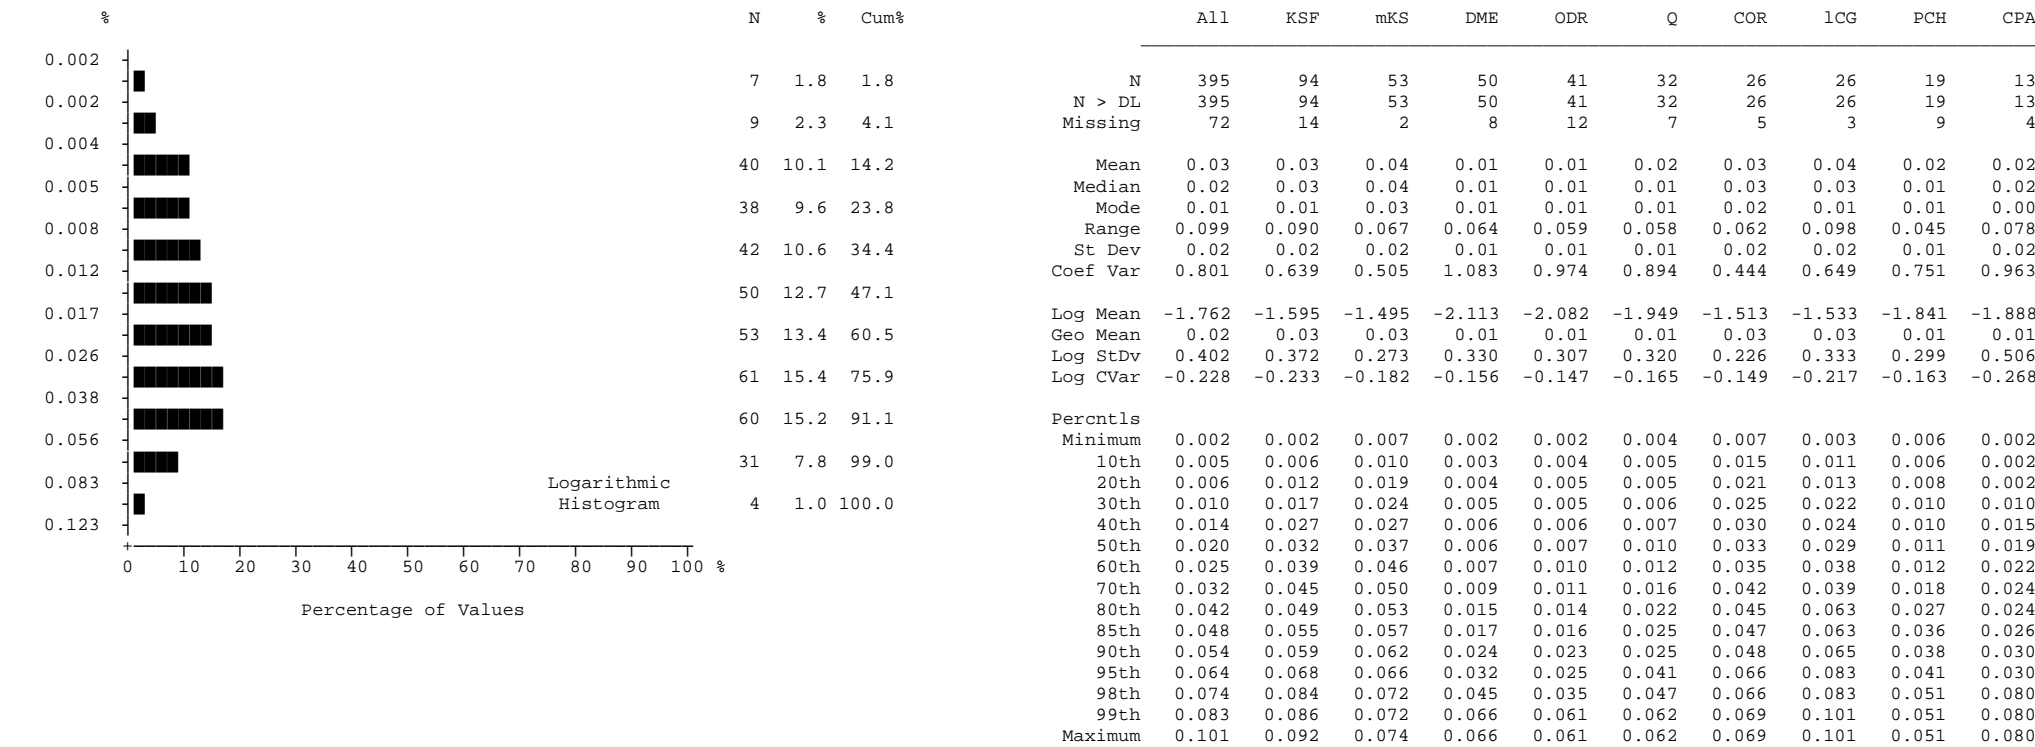 % N % Cum% All KSF mKS DME ODR Q COR lCG PCH CPA
0.002
7 1.8 1.8 N 395 94 53 50 41 32 26 26 19 13
0.002 N > DL 395 94 53 50 41 32 26 26 19 13
9 2.3 4.1 Missing 72 14 2 8 12 7 5 3 9 4
0.004
40 10.1 14.2 Mean 0.03 0.03 0.04 0.01 0.01 0.02 0.03 0.04 0.02 0.02
0.005 Median 0.02 0.03 0.04 0.01 0.01 0.01 0.03 0.03 0.01 0.02
38 9.6 23.8 Mode 0.01 0.01 0.03 0.01 0.01 0.01 0.02 0.01 0.01 0.00
0.008 Range 0.099 0.090 0.067 0.064 0.059 0.058 0.062 0.098 0.045 0.078
42 10.6 34.4 St Dev 0.02 0.02 0.02 0.01 0.01 0.01 0.02 0.02 0.01 0.02
0.012 Coef Var 0.801 0.639 0.505 1.083 0.974 0.894 0.444 0.649 0.751 0.963
50 12.7 47.1
0.017 Log Mean -1.762 -1.595 -1.495 -2.113 -2.082 -1.949 -1.513 -1.533 -1.841 -1.888
53 13.4 60.5 Geo Mean 0.02 0.03 0.03 0.01 0.01 0.01 0.03 0.03 0.01 0.01
0.026 Log StDv 0.402 0.372 0.273 0.330 0.307 0.320 0.226 0.333 0.299 0.506
61 15.4 75.9 Log CVar -0.228 -0.233 -0.182 -0.156 -0.147 -0.165 -0.149 -0.217 -0.163 -0.268
0.038
60 15.2 91.1 Percntls
0.056 Minimum 0.002 0.002 0.007 0.002 0.002 0.004 0.007 0.003 0.006 0.002
31 7.8 99.0 10th 0.005 0.006 0.010 0.003 0.004 0.005 0.015 0.011 0.006 0.002
0.083 Logarithmic 20th 0.006 0.012 0.019 0.004 0.005 0.005 0.021 0.013 0.008 0.002
Histogram 4 1.0 100.0 30th 0.010 0.017 0.024 0.005 0.005 0.006 0.025 0.022 0.010 0.010
0.123 40th 0.014 0.027 0.027 0.006 0.006 0.007 0.030 0.024 0.010 0.015
50th 0.020 0.032 0.037 0.006 0.007 0.010 0.033 0.029 0.011 0.019
0 10 20 30 40 50 60 70 80 90 100 % 60th 0.025 0.039 0.046 0.007 0.010 0.012 0.035 0.038 0.012 0.022
70th 0.032 0.045 0.050 0.009 0.011 0.016 0.042 0.039 0.018 0.024
Percentage of Values 80th 0.042 0.049 0.053 0.015 0.014 0.022 0.045 0.063 0.027 0.024
85th 0.048 0.055 0.057 0.017 0.016 0.025 0.047 0.063 0.036 0.026
90th 0.054 0.059 0.062 0.024 0.023 0.025 0.048 0.065 0.038 0.030
95th 0.064 0.068 0.066 0.032 0.025 0.041 0.066 0.083 0.041 0.030
98th 0.074 0.084 0.072 0.045 0.035 0.047 0.066 0.083 0.051 0.080
99th 0.083 0.086 0.072 0.066 0.061 0.062 0.069 0.101 0.051 0.080
Maximum 0.101 0.092 0.074 0.066 0.061 0.062 0.069 0.101 0.051 0.080